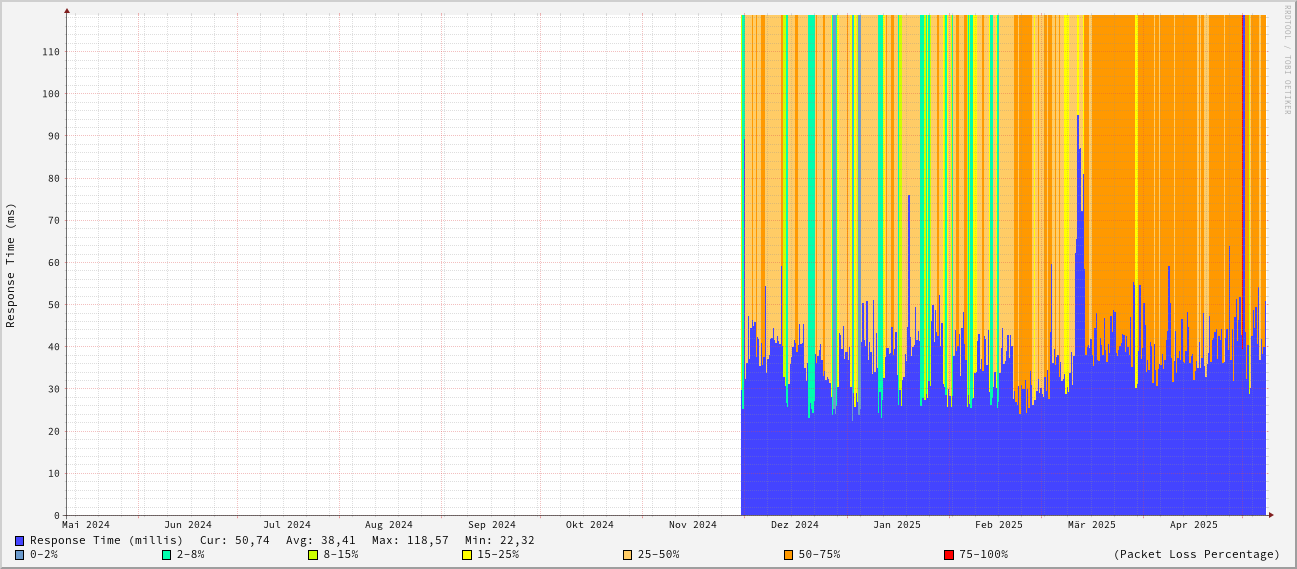 RRDTOOL / TOBI OETIKER
Response Time (ms)
110
100
90
80
70
60
50
40
30
20
10
0
Mai 2024 Jun 2024 Jul 2024 Aug 2024 Sep 2024 Okt 2024 Nov 2024 Dez 2024 Jan 2025 Feb 2025 Mär 2025 Apr 2025
Response Time (millis) Cur: 50,74 Avg: 38,41 Max: 118,57 Min: 22,32
0-2% 2-8% 8-15% 15-25% 25-50% 50-75% 75-100% (Packet Loss Percentage)